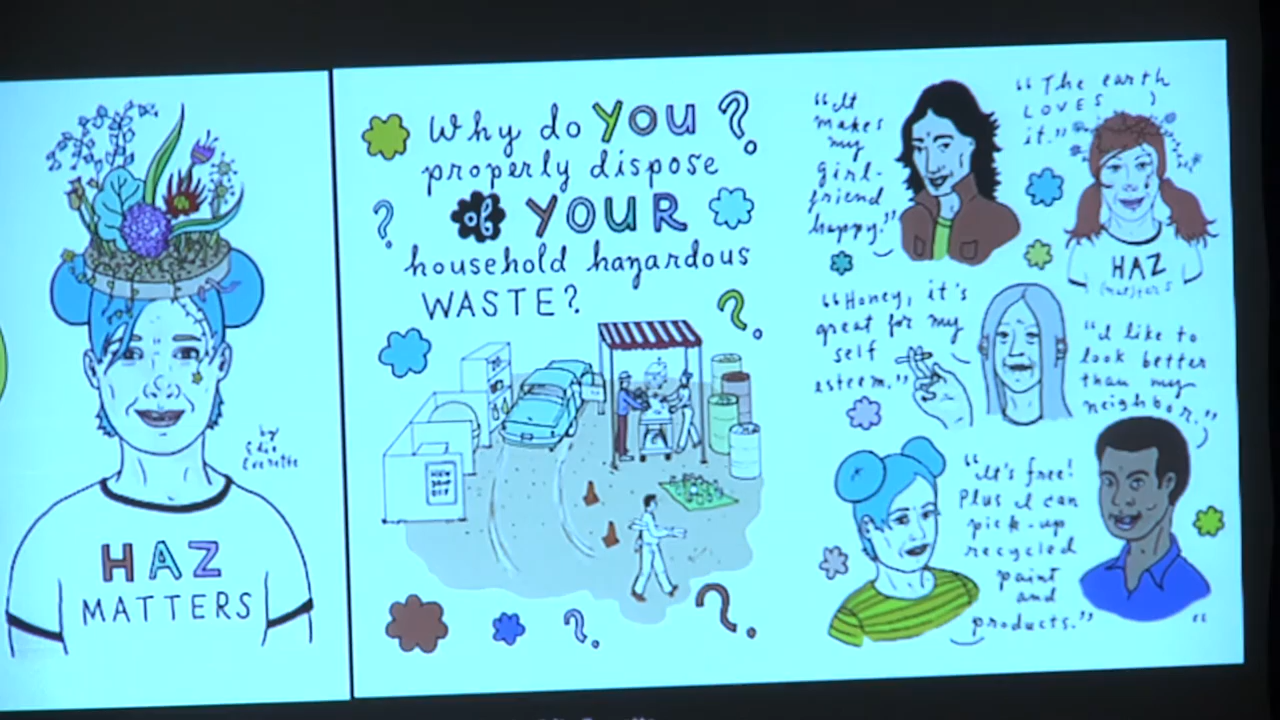 by
Edie
Everette
HAZ
MATTERS
Why do YOU?
properly dispose
of YOUR
household hazardous
WASTE?
"It
makes
my
girl-
friend
happy."
"The earth
LOVES
it."
HAZ
"Honey, it's
great for my
self
esteem."
"I like to
look better
than my
neighbor."
"It's free!
Plus I can
pick-up
recycled
paint
and
products."